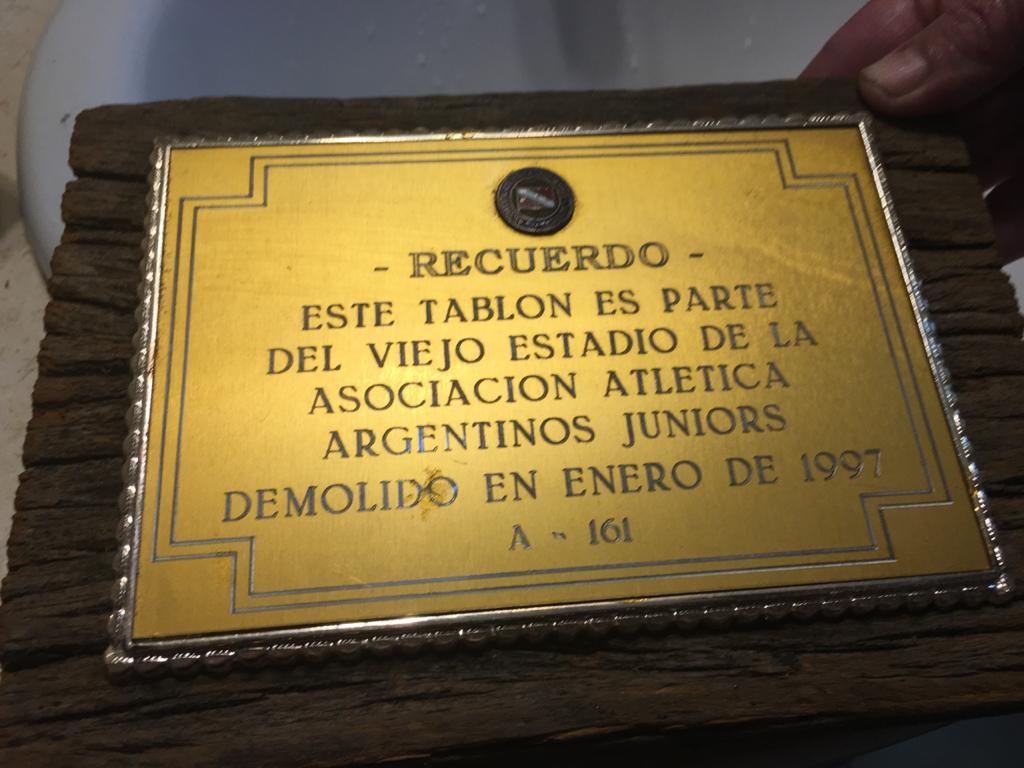 - RECUERDO -
ESTE TABLON ES PARTE
DEL VIEJO ESTADIO DE LA
ASOCIACION ATLETICA
ARGENTINOS JUNIORS
DEMOLIDO EN ENERO DE 1997
A - 161